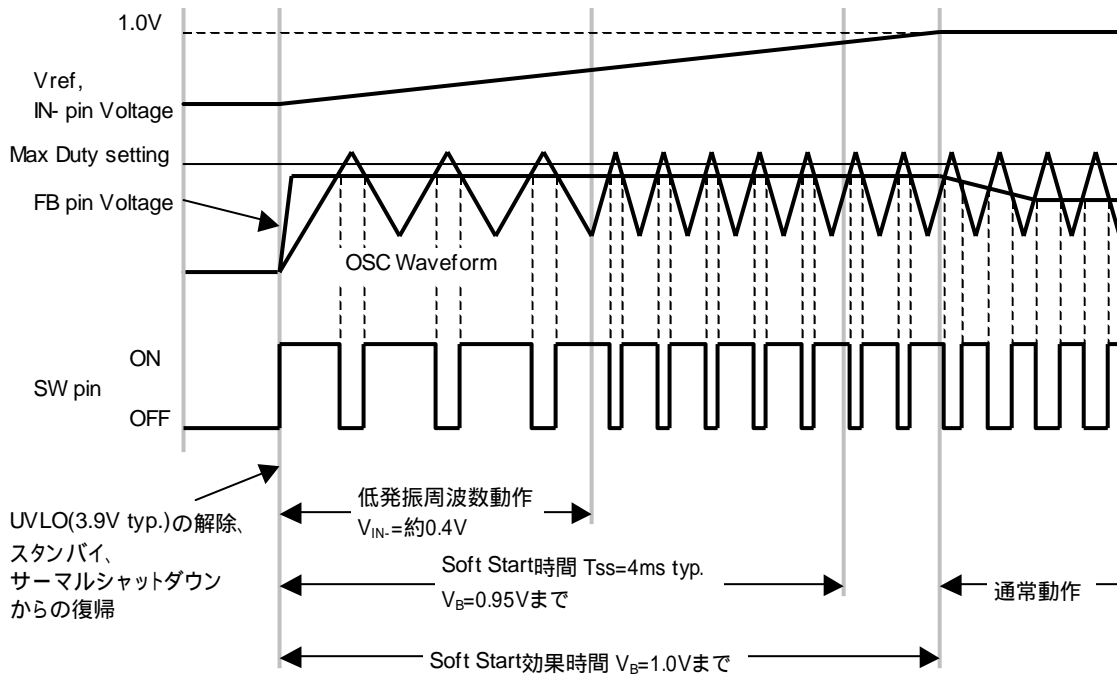 1.0V
Vref,
IN- pin Voltage
Max Duty setting
FB pin Voltage
OSC Waveform
ON
SW pin
OFF
UVLO(3.9V typ.)の解除、
スタンバイ、
サーマルシャットダウン
からの復帰
低発振周波数動作
VIN-=約0.4V
Soft Start時間 Tss=4ms typ.
VB=0.95Vまで
通常動作
Soft Start効果時間 VB=1.0Vまで